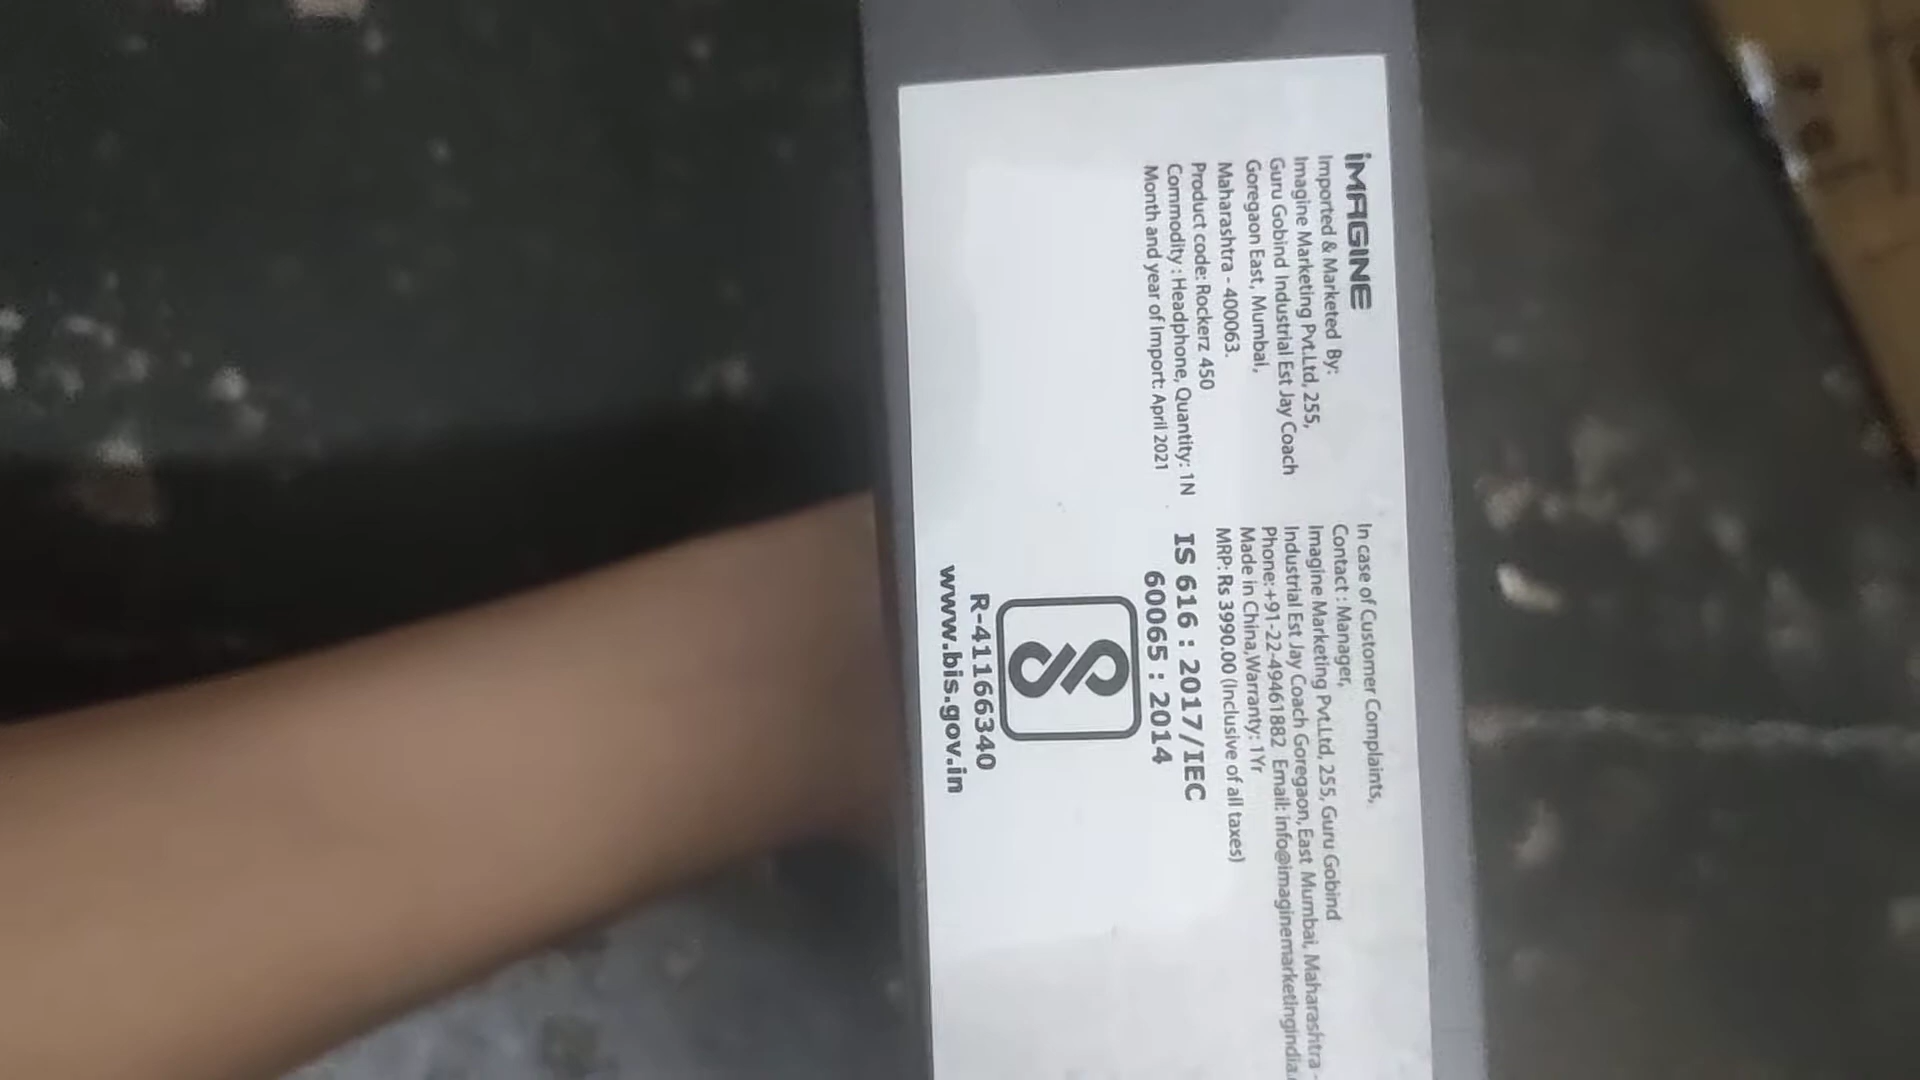 iMAGINE
Imported & Marketed By:
Imagine Marketing Pvt.Ltd, 255,
Guru Gobind Industrial Est Jay Coach
Goregaon East, Mumbai,
Maharashtra - 400063.
Product code: Rockerz 450
Commodity : Headphone, Quantity: 1N
Month and year of Import: April 2021
In case of Customer Complaints,
Contact : Manager,
Imagine Marketing Pvt.Ltd, 255, Guru Gobind
Industrial Est Jay Coach Goregaon, East Mumbai, Maharashtra -
Phone:+91-22-49461882 Email: info@imaginemarketingindia.
Made in China,Warranty: 1Yr
MRP: Rs 3990.00 (Inclusive of all taxes)
IS 616 : 2017/IEC
60065 : 2014
R-41166340
www.bis.gov.in